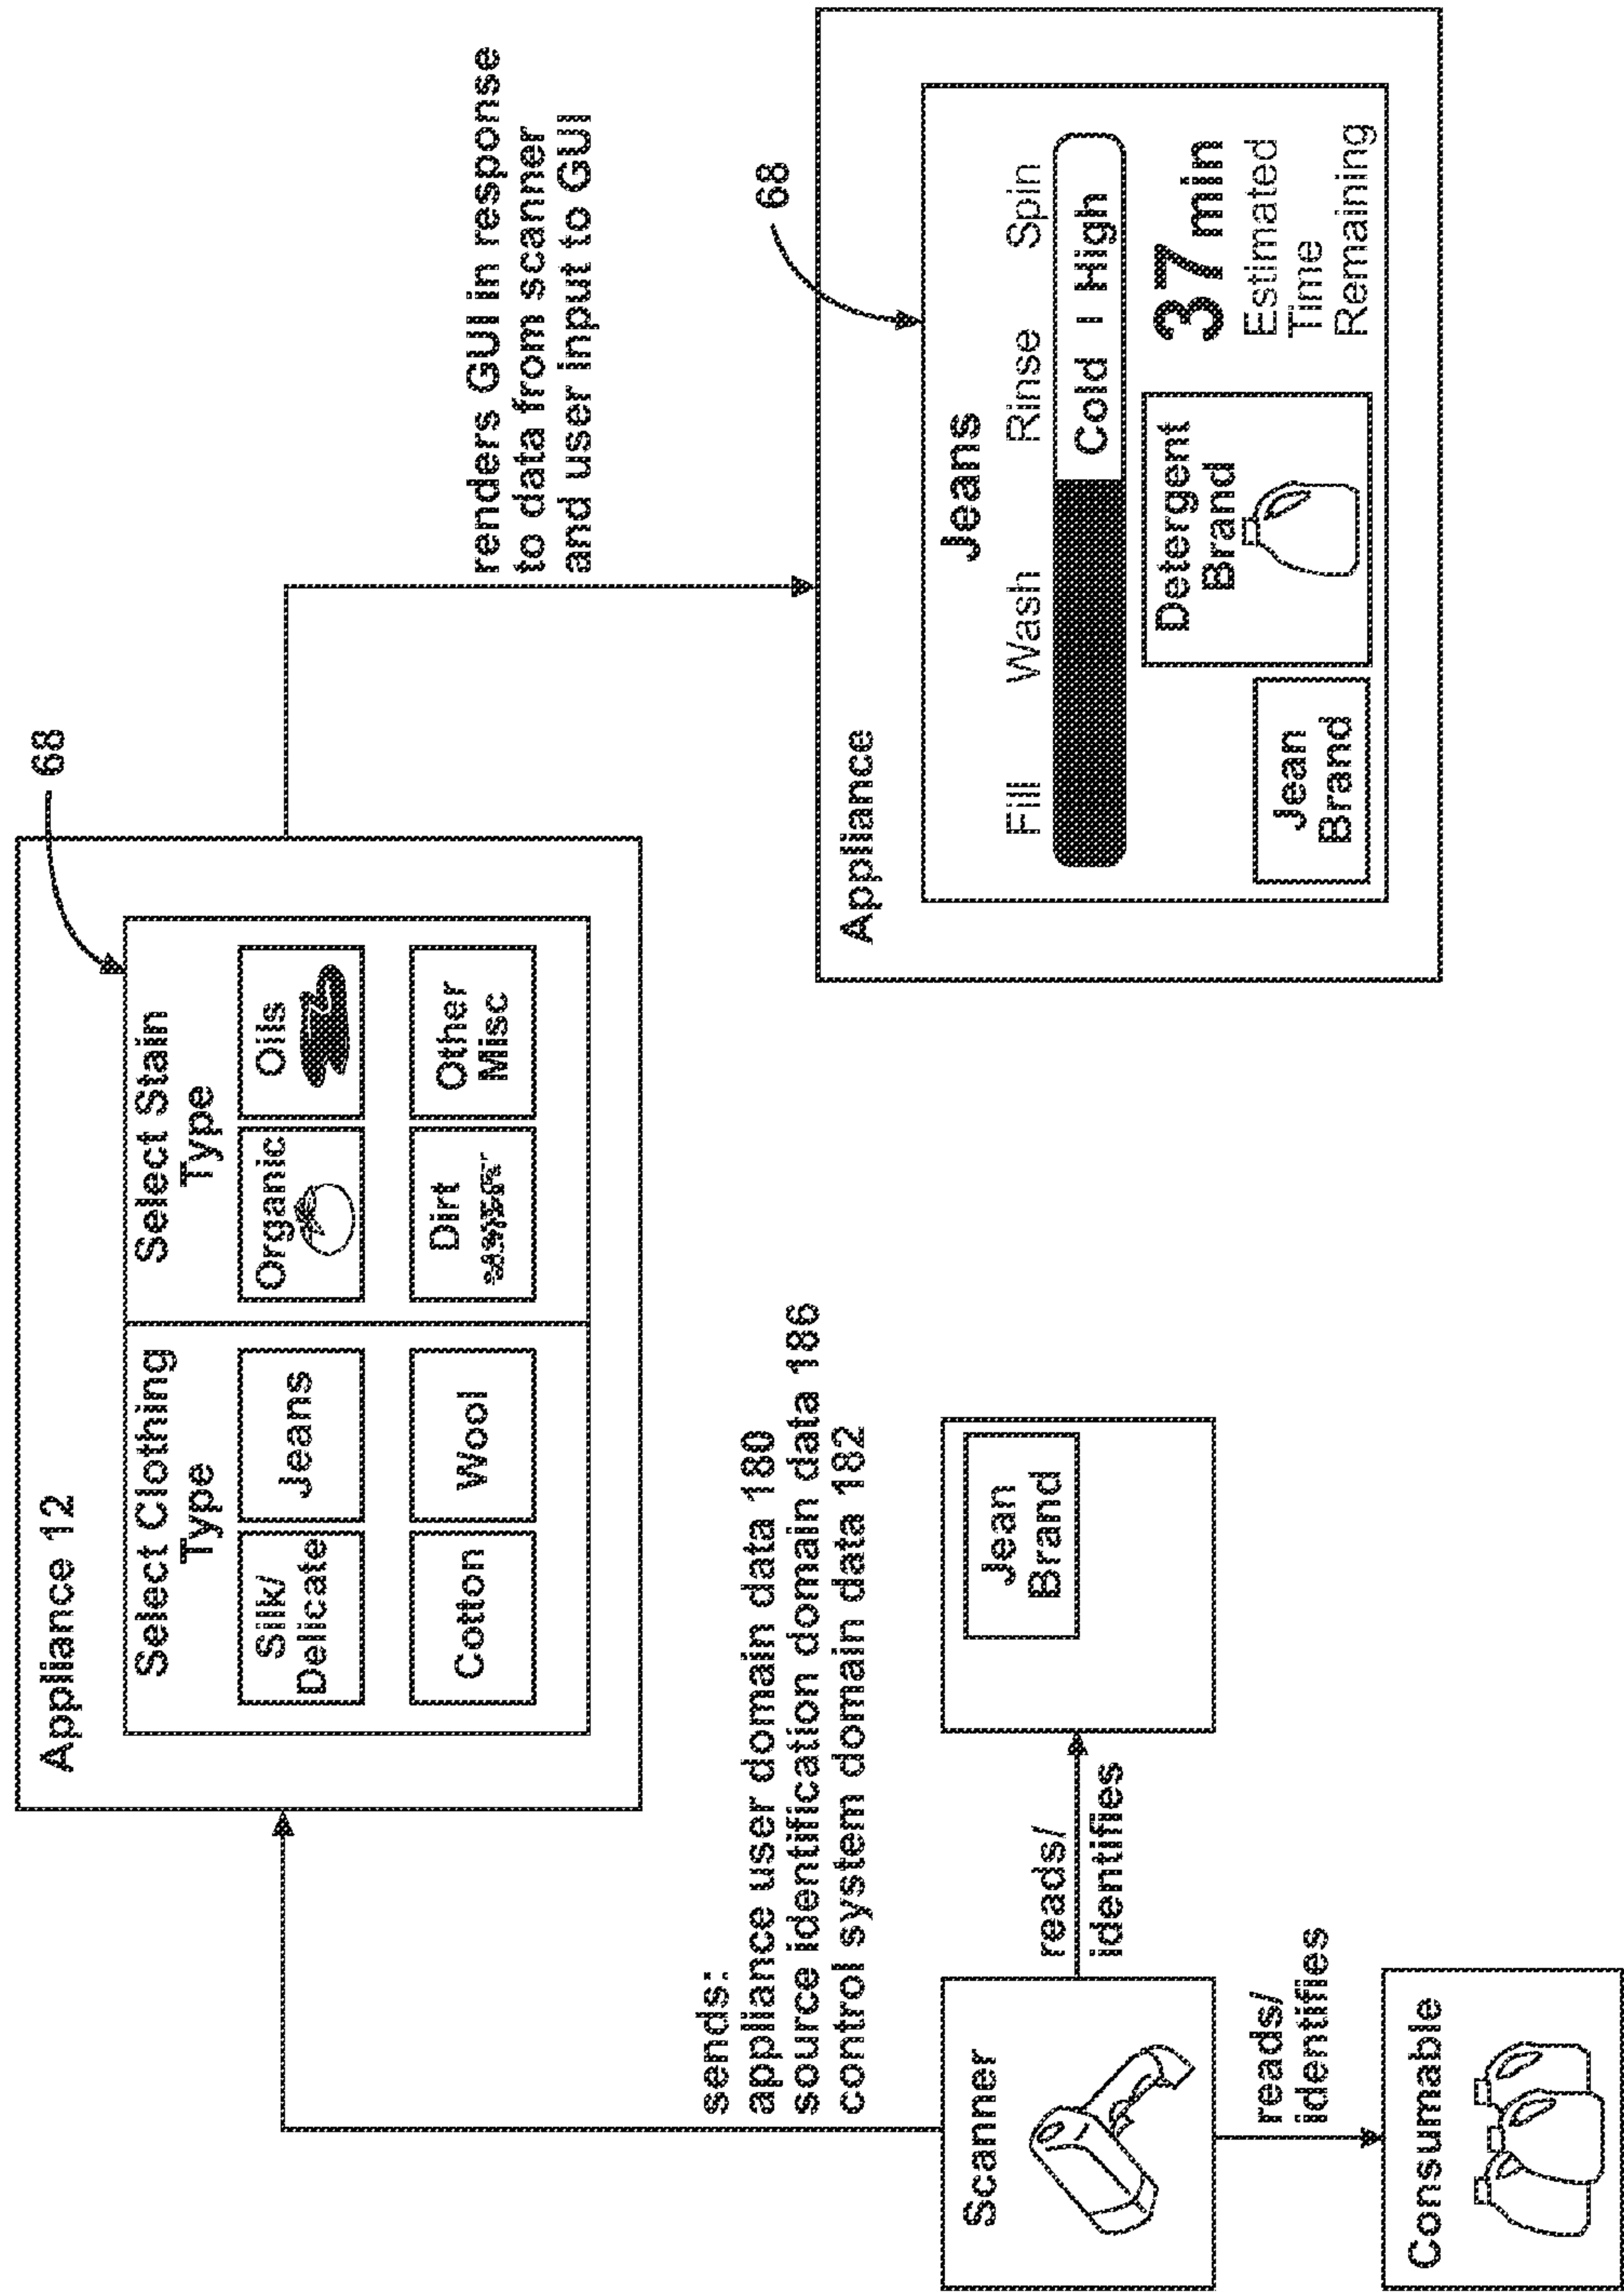 Appliance 12
68
Select Clothing
Type
Silk/
Delicate
Jeans
Cotton
Wool
Select Stain
Type
Organic
Oils
Dirt
Other
Misc
renders GUI in response
to data from scanner
and user input to GUI
sends:
appliance user domain data 180
source identification domain data 186
control system domain data 182
Scanner
reads/
identifies
Jean
Brand
reads/
identifies
Consumable
68
Appliance
Jeans
Fill Wash Rinse Spin
Cold | High
Jean
Brand
Detergent
Brand
37 min
Estimated
Time
Remaining